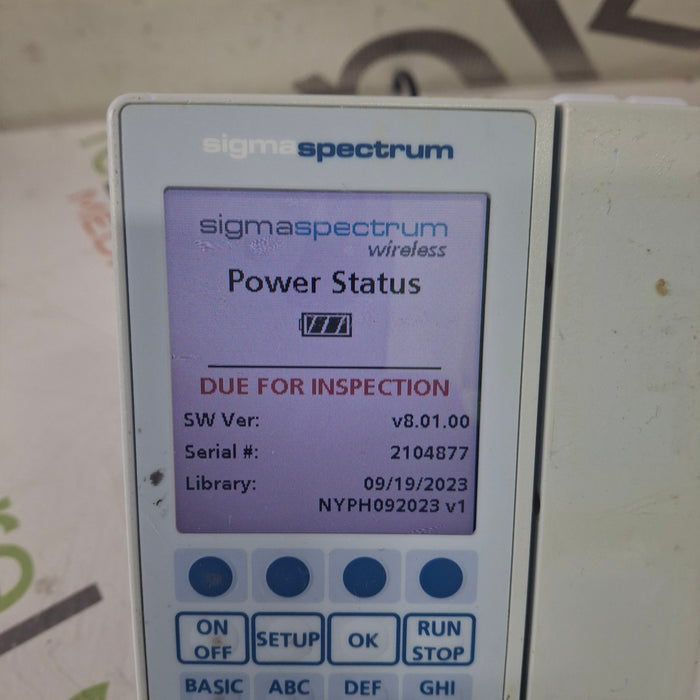 sigmaspectrum
sigmaspectrum
wireless
Power Status
DUE FOR INSPECTION
SW Ver: v8.01.00
Serial #: 2104877
Library: 09/19/2023
NYPH092023 v1
ON OFF SETUP OK RUN STOP
BASIC ABC DEF GHI